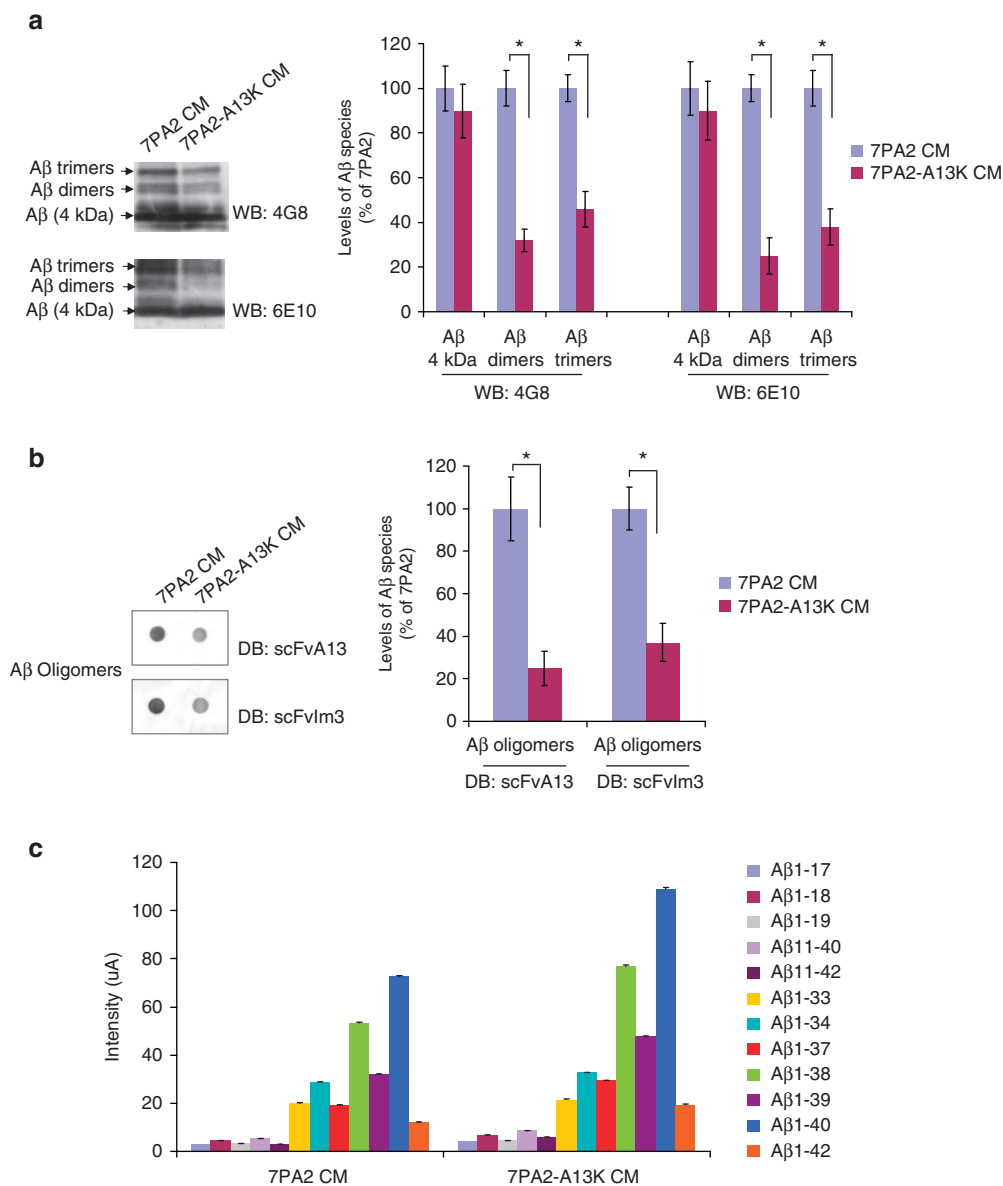 a
7PA2 CM
7PA2-A13K CM
Aβ trimers
Aβ dimers
Aβ (4 kDa)
WB: 4G8
Aβ trimers
Aβ dimers
Aβ (4 kDa)
WB: 6E10
Levels of Aβ species
(% of 7PA2)
120
100
80
60
40
20
0
* * * *
Aβ 4 kDa
Aβ dimers
Aβ trimers
Aβ 4 kDa
Aβ dimers
Aβ trimers
WB: 4G8
WB: 6E10
7PA2 CM
7PA2-A13K CM
b
7PA2 CM
7PA2-A13K CM
Aβ Oligomers
DB: scFvA13
DB: scFvIm3
Levels of Aβ species
(% of 7PA2)
120
100
80
60
40
20
0
* *
Aβ oligomers
Aβ oligomers
DB: scFvA13
DB: scFvIm3
7PA2 CM
7PA2-A13K CM
c
Intensity (uA)
120
100
80
60
40
20
0
7PA2 CM
7PA2-A13K CM
Aβ1-17
Aβ1-18
Aβ1-19
Aβ11-40
Aβ11-42
Aβ1-33
Aβ1-34
Aβ1-37
Aβ1-38
Aβ1-39
Aβ1-40
Aβ1-42